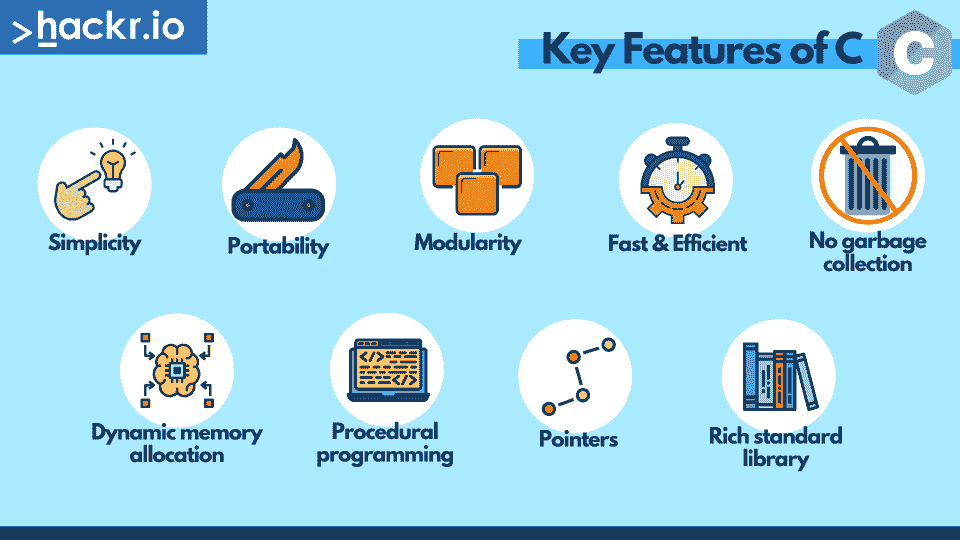 >hackr.io
Key Features of C
C
Simplicity
Portability
Modularity
Fast & Efficient
No garbage
collection
Dynamic memory
allocation
Procedural
programming
Pointers
Rich standard
library